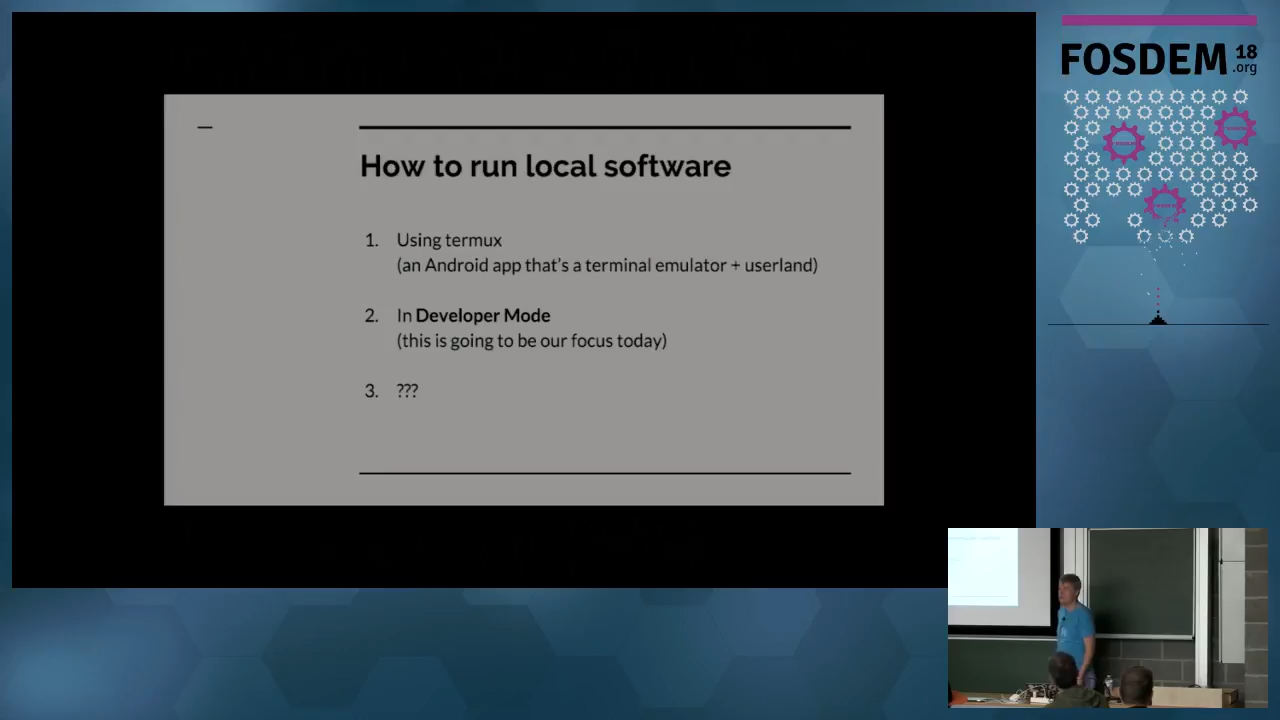 How to run local software
1. Using termux
(an Android app that's a terminal emulator + userland)
2. In Developer Mode
(this is going to be our focus today)
3. ???
FOSDEM 18
.org